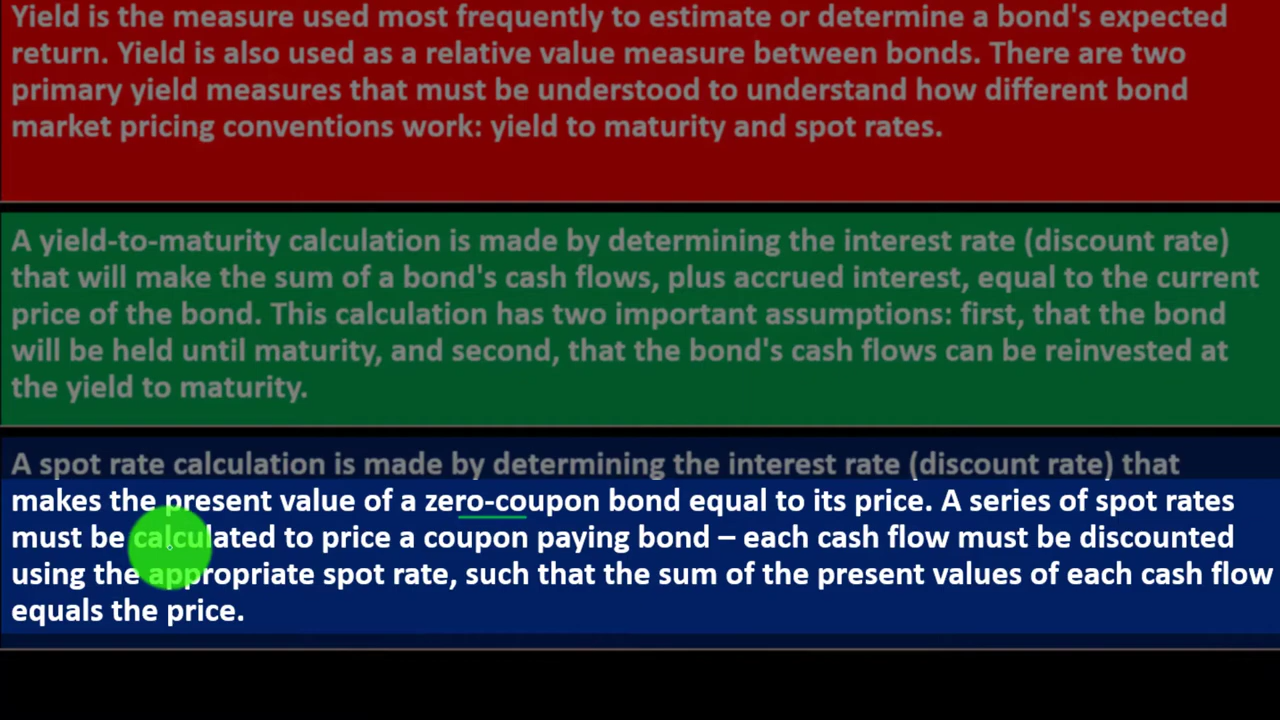 Yield is the measure used most frequently to estimate or determine a bond's expected
return. Yield is also used as a relative value measure between bonds. There are two
primary yield measures that must be understood to understand how different bond
market pricing conventions work: yield to maturity and spot rates.
A yield-to-maturity calculation is made by determining the interest rate (discount rate)
that will make the sum of a bond's cash flows, plus accrued interest, equal to the current
price of the bond. This calculation has two important assumptions: first, that the bond
will be held until maturity, and second, that the bond's cash flows can be reinvested at
the yield to maturity.
A spot rate calculation is made by determining the interest rate (discount rate) that
makes the present value of a zero-coupon bond equal to its price. A series of spot rates
must be calculated to price a coupon paying bond – each cash flow must be discounted
using the appropriate spot rate, such that the sum of the present values of each cash flow
equals the price.